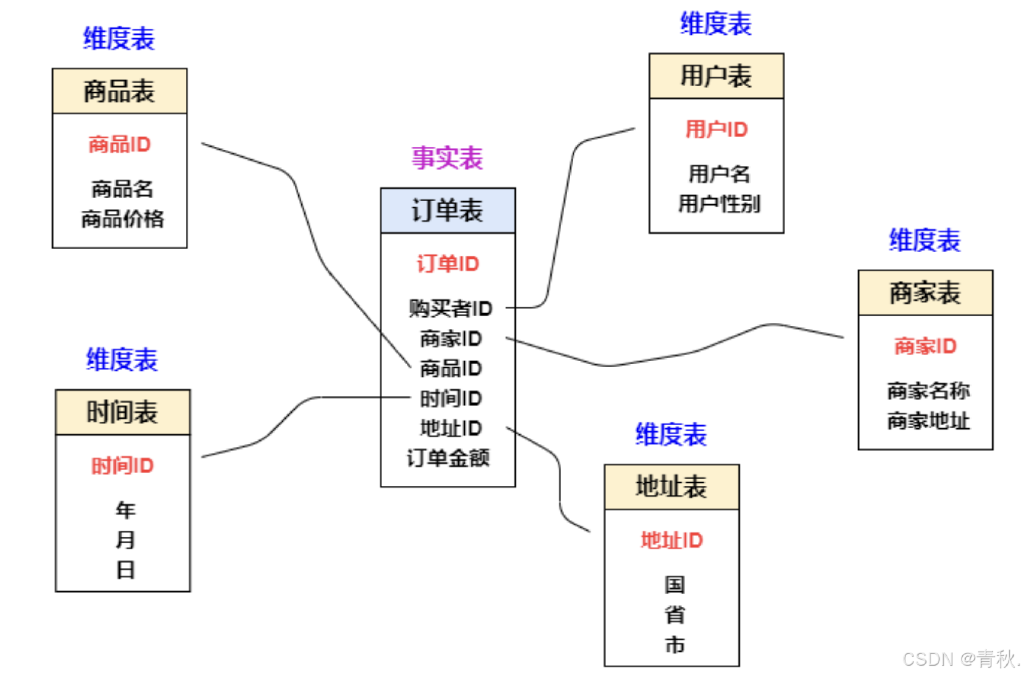 维度表
商品表
商品ID
商品名
商品价格
维度表
时间表
时间ID
年
月
日
事实表
订单表
订单ID
购买者ID
商家ID
商品ID
时间ID
地址ID
订单金额
维度表
用户表
用户ID
用户名
用户性别
维度表
商家表
商家ID
商家名称
商家地址
维度表
地址表
地址ID
国
省
市
CSDN @青秋.